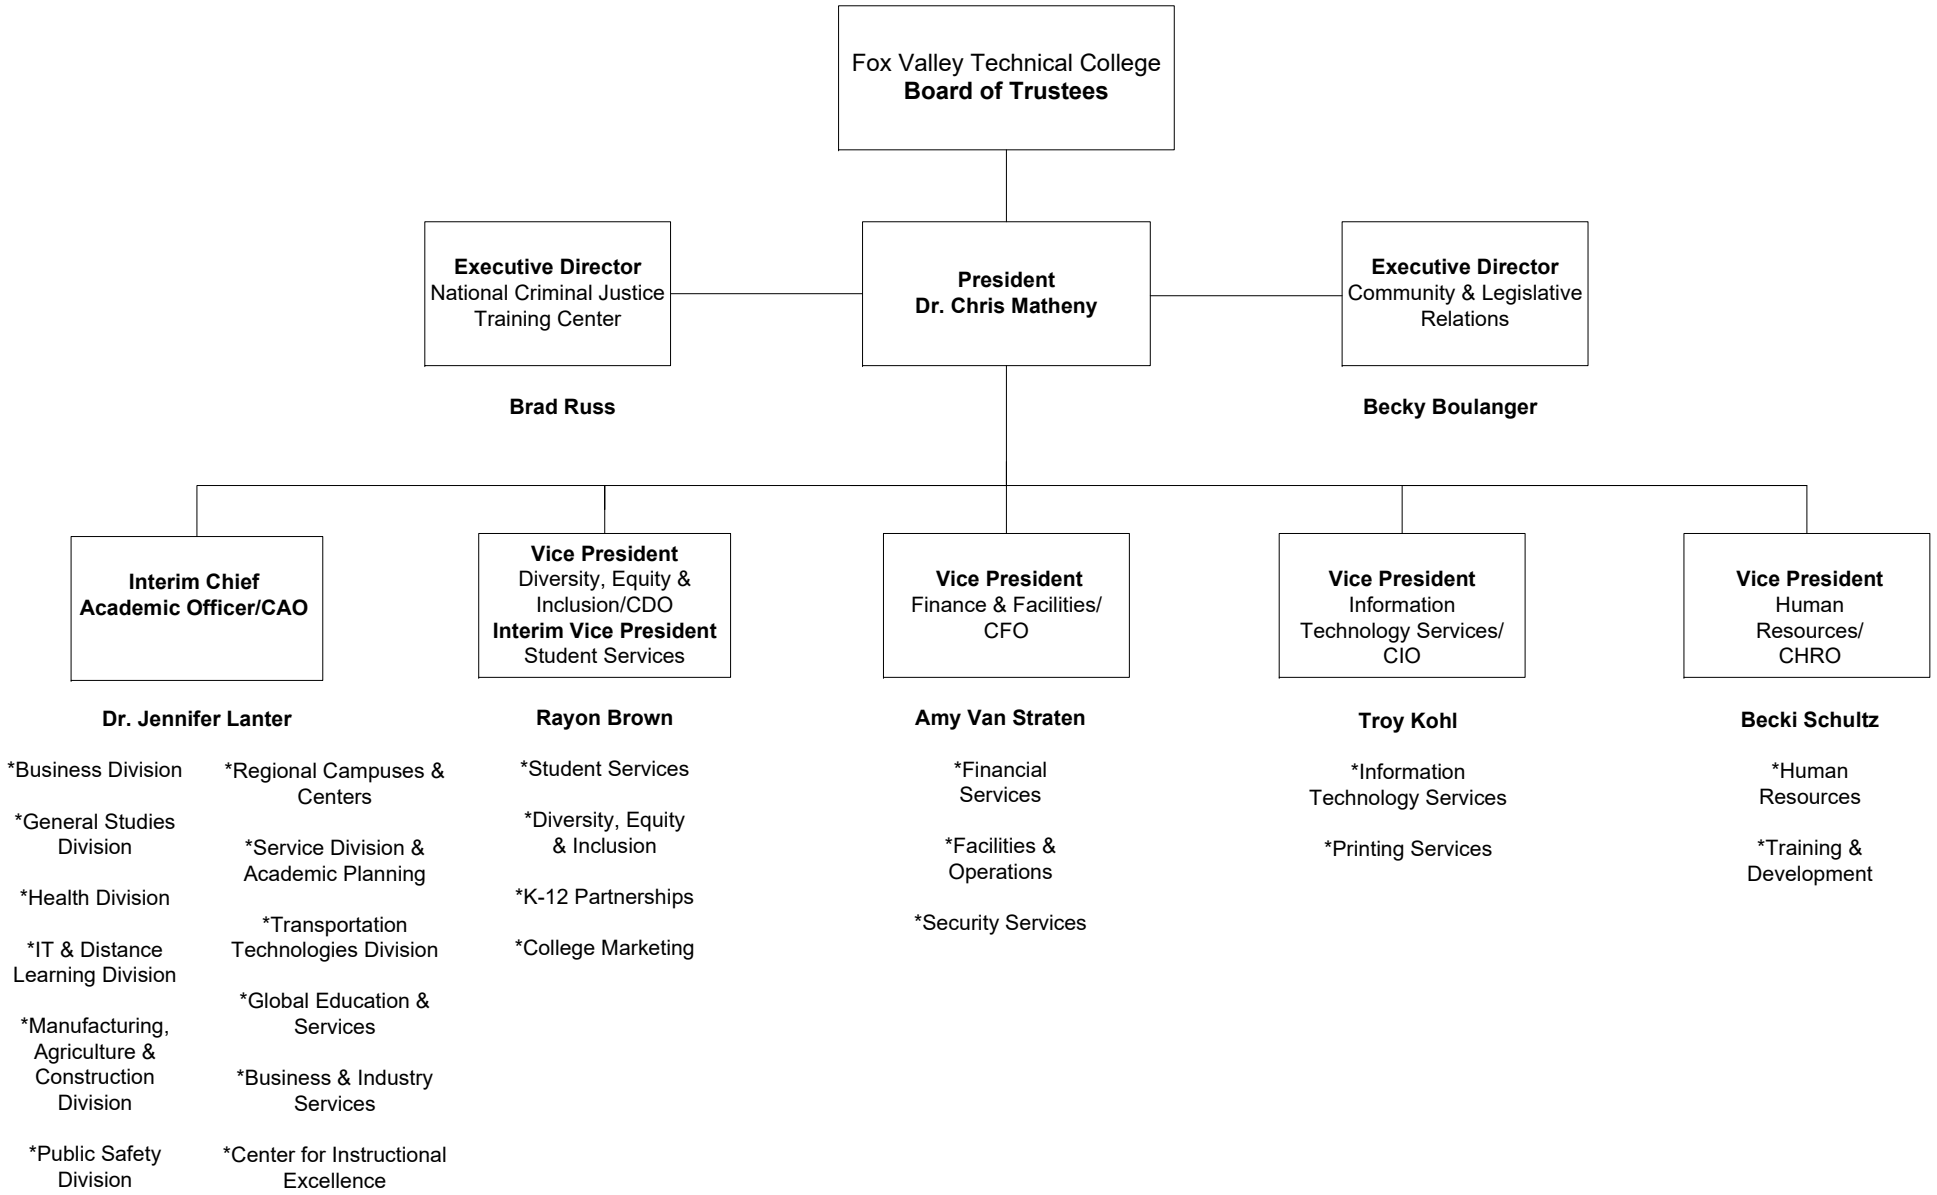 Fox Valley Technical College
Board of Trustees
Executive Director
National Criminal Justice
Training Center
President
Dr. Chris Matheny
Executive Director
Community & Legislative
Relations
Brad Russ
Becky Boulanger
Interim Chief
Academic Officer/CAO
Vice President
Diversity, Equity &
Inclusion/CDO
Interim Vice President
Student Services
Vice President
Finance & Facilities/
CFO
Vice President
Information
Technology Services/
CIO
Vice President
Human
Resources/
CHRO
Dr. Jennifer Lanter
*Business Division
*General Studies
Division
*Health Division
*IT & Distance
Learning Division
*Manufacturing,
Agriculture &
Construction
Division
*Public Safety
Division
*Regional Campuses &
Centers
*Service Division &
Academic Planning
*Transportation
Technologies Division
*Global Education &
Services
*Business & Industry
Services
*Center for Instructional
Excellence
Rayon Brown
*Student Services
*Diversity, Equity
& Inclusion
*K-12 Partnerships
*College Marketing
Amy Van Straten
*Financial
Services
*Facilities &
Operations
*Security Services
Troy Kohl
*Information
Technology Services
*Printing Services
Becki Schultz
*Human
Resources
*Training &
Development